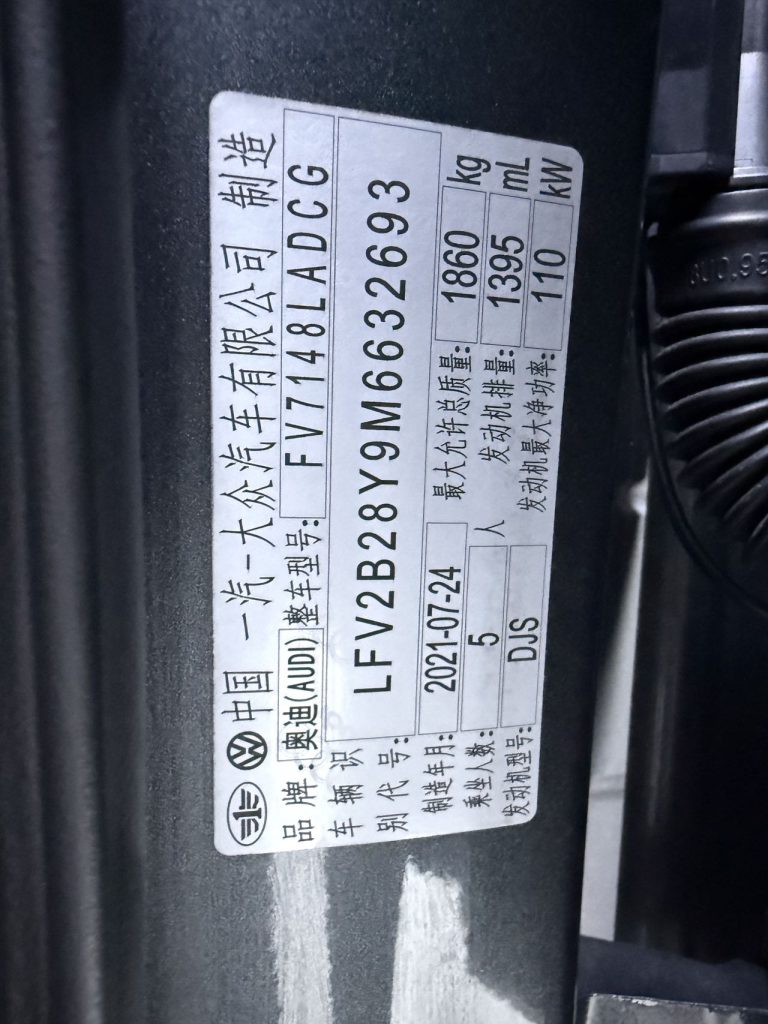 中国 一汽-大众汽车有限公司 制造
品牌: 奥迪(AUDI) 整车型号: FV7148LADCG
车辆识别代号: LFV2B28Y9M6632693
制造年月: 2021-07-24 最大允许总质量: 1860 kg
乘坐人数: 5 人 发动机排量: 1395 mL
发动机型号: DJS 发动机最大净功率: 110 kW
8U0.95